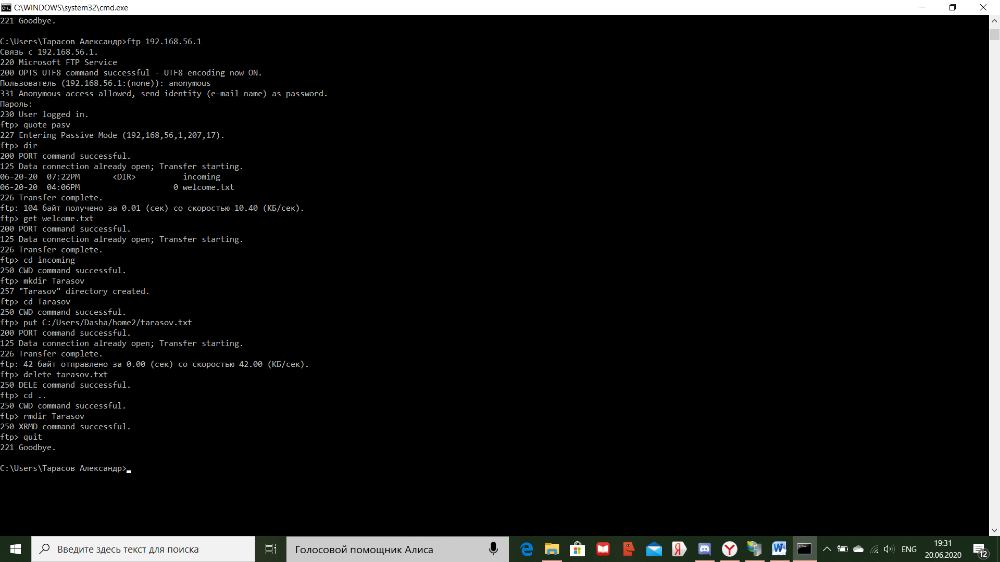 C:\WINDOWS\system32\cmd.exe
221 Goodbye.
C:\Users\Тарасов Александр>ftp 192.168.56.1
Связь с 192.168.56.1.
220 Microsoft FTP Service
200 OPTS UTF8 command successful - UTF8 encoding now ON.
Пользователь (192.168.56.1:(none)): anonymous
331 Anonymous access allowed, send identity (e-mail name) as password.
Пароль:
230 User logged in.
ftp> quote pasv
227 Entering Passive Mode (192,168,56,1,207,17).
ftp> dir
200 PORT command successful.
125 Data connection already open; Transfer starting.
06-20-20  07:22PM       <DIR>          incoming
06-20-20  04:06PM                    0 welcome.txt
226 Transfer complete.
ftp: 104 байт получено за 0.01 (сек) со скоростью 10.40 (КБ/сек).
ftp> get welcome.txt
200 PORT command successful.
125 Data connection already open; Transfer starting.
226 Transfer complete.
ftp> cd incoming
250 CWD command successful.
ftp> mkdir Tarasov
257 "Tarasov" directory created.
ftp> cd Tarasov
250 CWD command successful.
ftp> put C:/Users/Dasha/home2/tarasov.txt
200 PORT command successful.
125 Data connection already open; Transfer starting.
226 Transfer complete.
ftp: 42 байт отправлено за 0.00 (сек) со скоростью 42.00 (КБ/сек).
ftp> delete tarasov.txt
250 DELE command successful.
ftp> cd ..
250 CWD command successful.
ftp> rmdir Tarasov
250 XRMD command successful.
ftp> quit
221 Goodbye.
C:\Users\Тарасов Александр>
Введите здесь текст для поиска
Голосовой помощник Алиса
ENG
19:31
20.06.2020
12